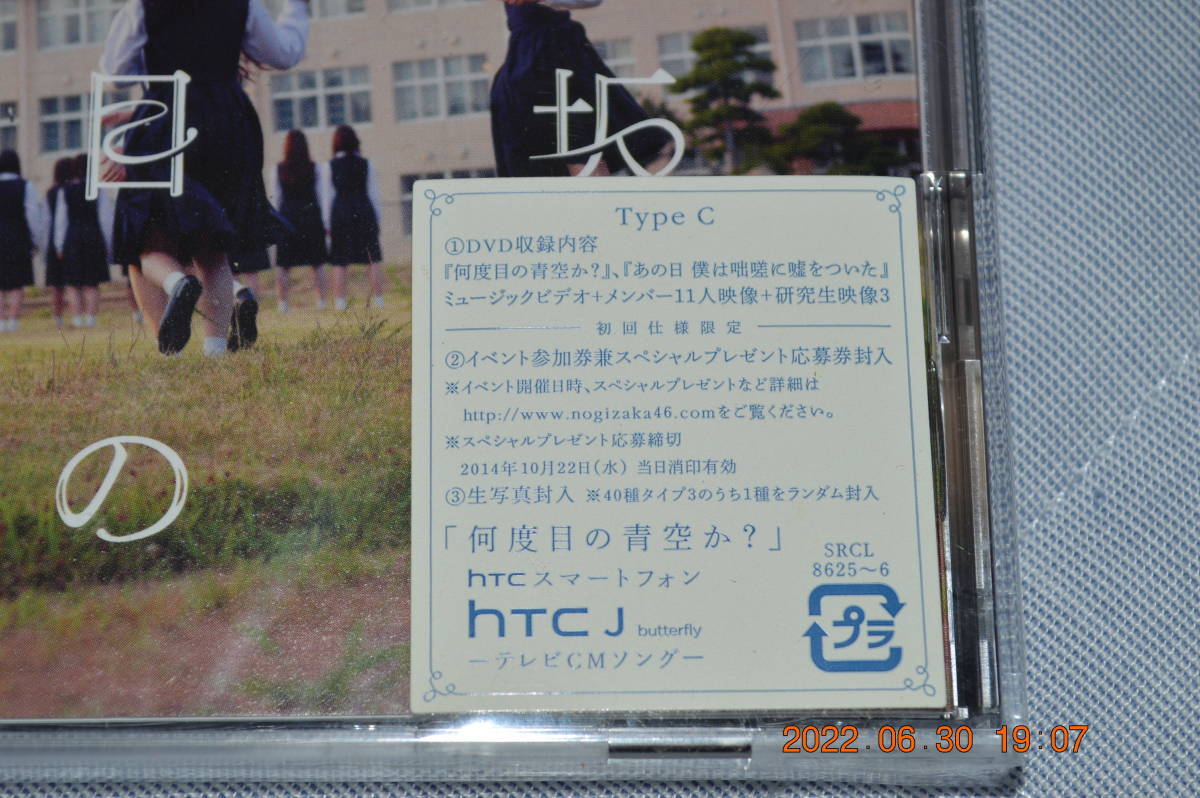 坂
目
の
Type C
①DVD収録内容
『何度目の青空か?』、『あの日 僕は咄嗟に嘘をついた』
ミュージックビデオ+メンバー11人映像+研究生映像3
初回仕様限定
②イベント参加券兼スペシャルプレゼント応募券封入
※イベント開催日時、スペシャルプレゼントなど詳細は
http://www.nogizaka46.comをご覧ください。
※スペシャルプレゼント応募締切
2014年10月22日(水) 当日消印有効
③生写真封入 ※40種タイプ3のうち1種をランダム封入
「何度目の青空か?」
hTC スマートフォン
hTC J butterfly
ーテレビCMソングー
SRCL
8625〜6
プラ
2022.06.30 19:07